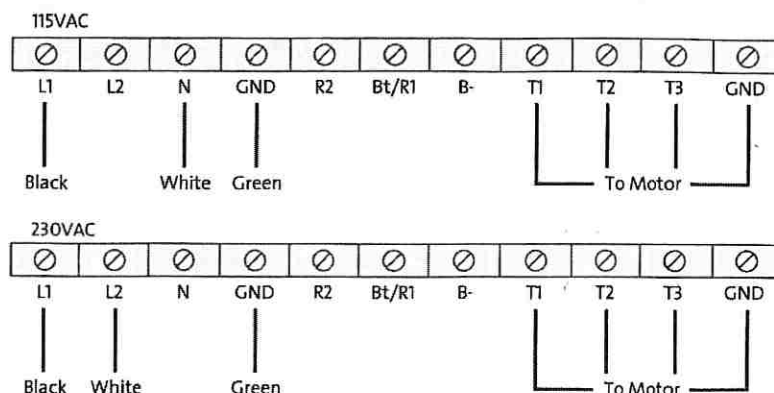 115VAC
L1 L2 N GND R2 Bt/R1 B- T1 T2 T3 GND
Black White Green To Motor
230VAC
L1 L2 N GND R2 Bt/R1 B- T1 T2 T3 GND
Black White Green To Motor